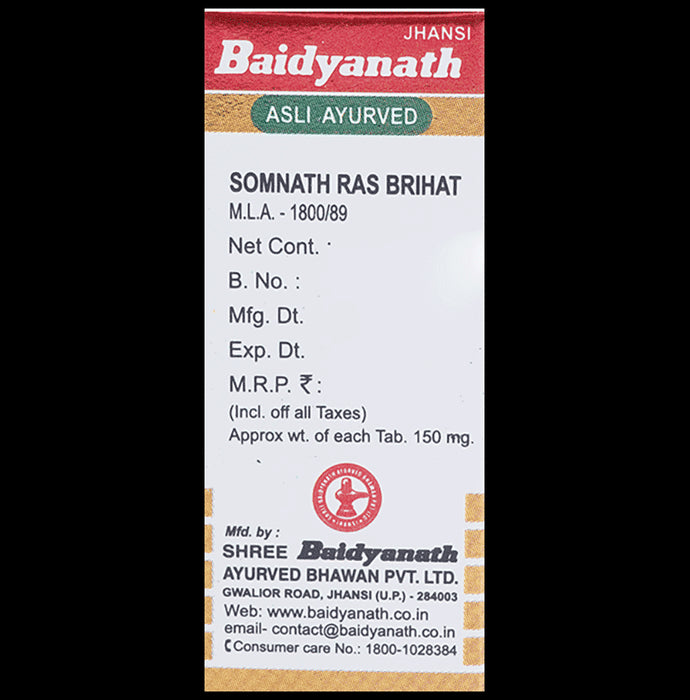 JHANSI
Baidyanath
ASLI AYURVED
SOMNATH RAS BRIHAT
M.L.A. - 1800/89
Net Cont.
B. No. :
Mfg. Dt.
Exp. Dt.
M.R.P. ₹ :
(Incl. off all Taxes)
Approx wt. of each Tab. 150 mg.
Mfd. by :
SHREE Baidyanath
AYURVED BHAWAN PVT. LTD.
GWALIOR ROAD, JHANSI (U.P.) - 284003
Web: www.baidyanath.co.in
email- contact@baidyanath.co.in
Consumer care No.: 1800-1028384